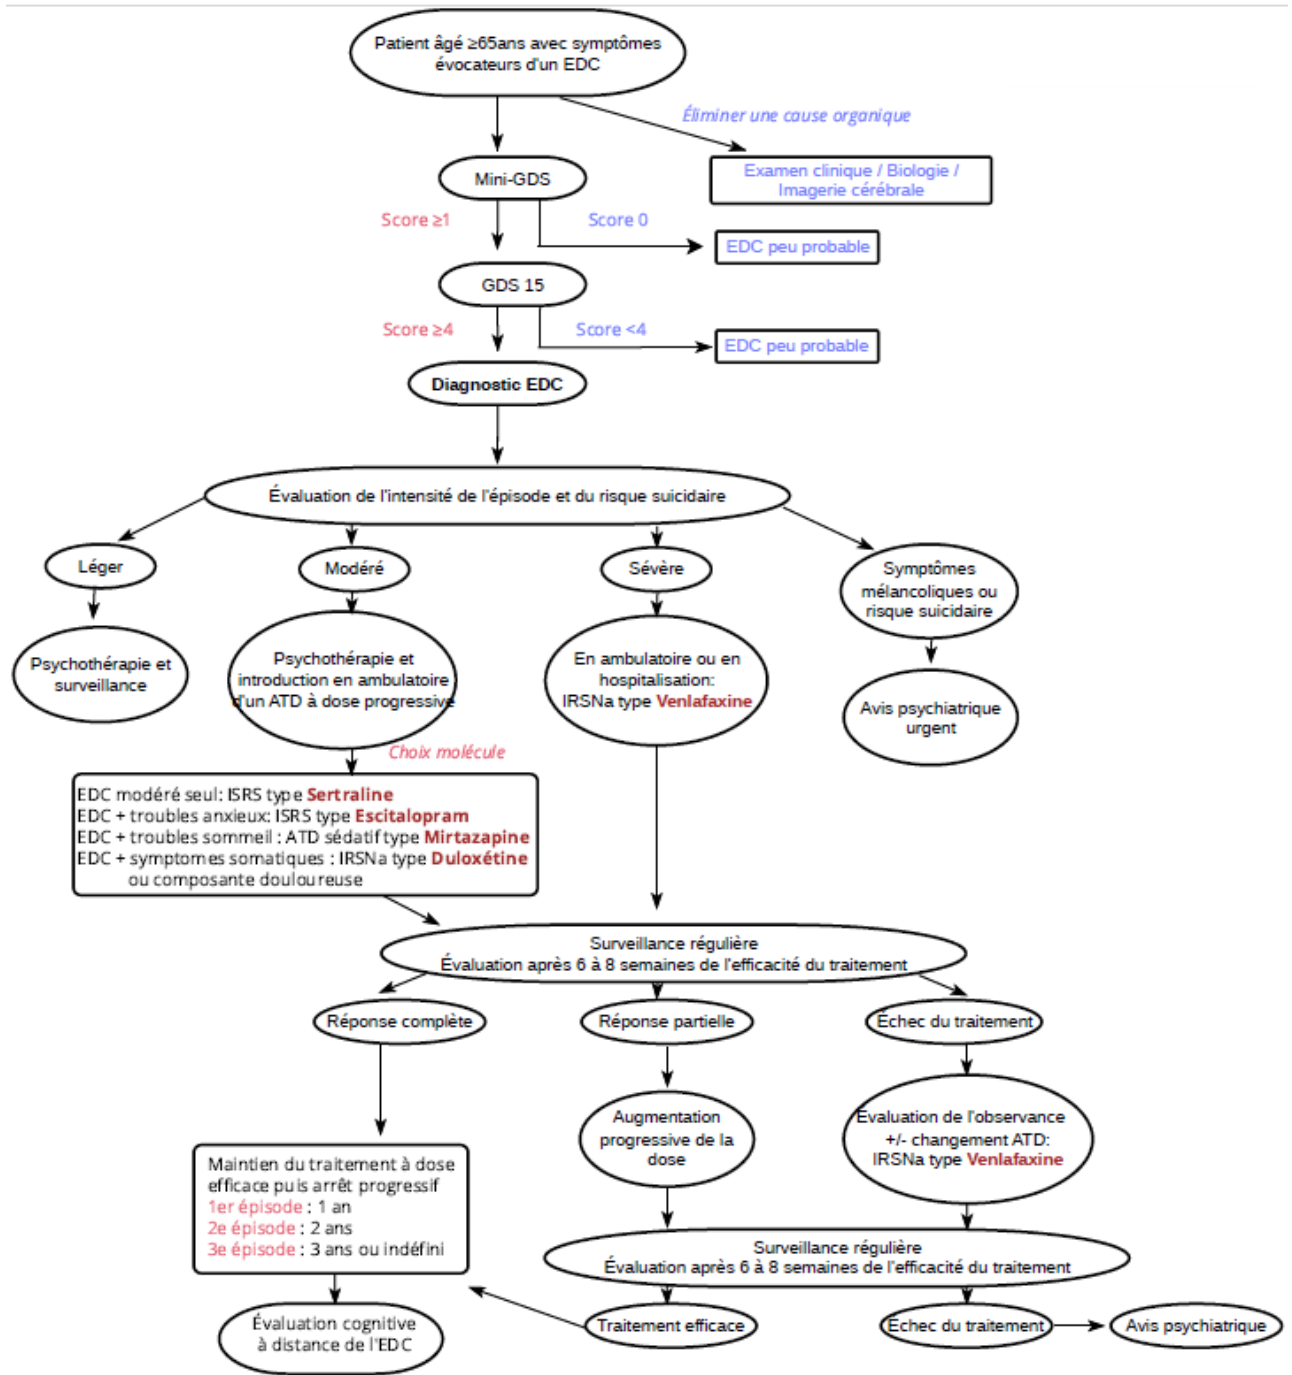 Patient âgé ≥65ans avec symptômes
évocateurs d'un EDC
Éliminer une cause organique
Examen clinique / Biologie /
Imagerie cérébrale
Mini-GDS
Score ≥1
Score 0
EDC peu probable
GDS 15
Score ≥4
Score <4
EDC peu probable
Diagnostic EDC
Évaluation de l'intensité de l'épisode et du risque suicidaire
Léger
Modéré
Sévère
Symptômes
mélancoliques ou
risque suicidaire
Psychothérapie et
surveillance
Psychothérapie et
introduction en ambulatoire
d'un ATD à dose progressive
En ambulatoire ou en
hospitalisation:
IRSNa type Venlafaxine
Avis psychiatrique
urgent
Choix molécule
EDC modéré seul: ISRS type Sertraline
EDC + troubles anxieux: ISRS type Escitalopram
EDC + troubles sommeil : ATD sédatif type Mirtazapine
EDC + symptomes somatiques : IRSNa type Duloxétine
ou composante douloureuse
Surveillance régulière
Évaluation après 6 à 8 semaines de l'efficacité du traitement
Réponse complète
Réponse partielle
Échec du traitement
Augmentation
progressive de la
dose
Évaluation de l'observance
+/- changement ATD:
IRSNa type Venlafaxine
Maintien du traitement à dose
efficace puis arrêt progressif
1er épisode : 1 an
2e épisode : 2 ans
3e épisode : 3 ans ou indéfini
Surveillance régulière
Évaluation après 6 à 8 semaines de l'efficacité du traitement
Évaluation cognitive
à distance de l'EDC
Traitement efficace
Échec du traitement
Avis psychiatrique